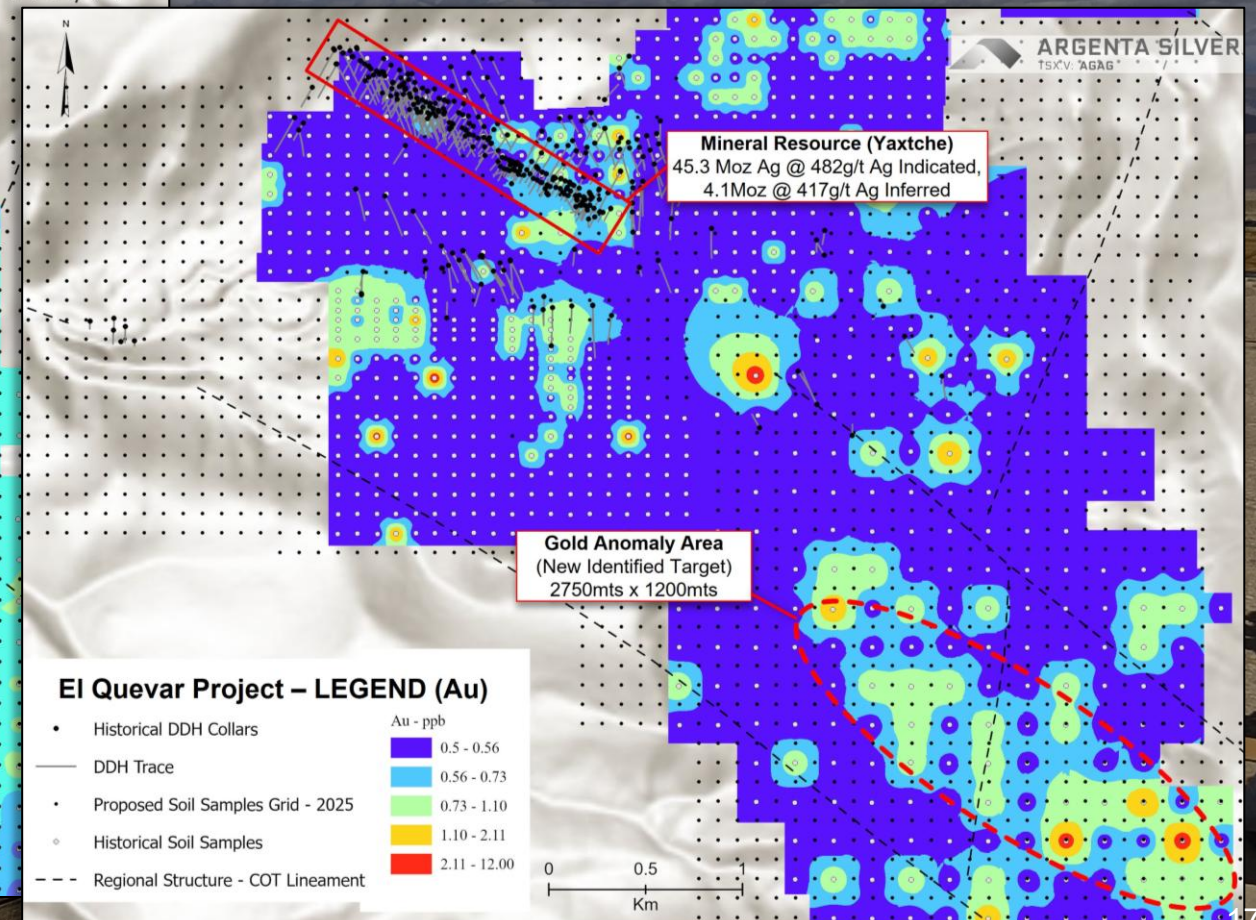 N
ARGENTA SILVER
TSX.V: AGAG
Mineral Resource (Yaxtche)
45.3 Moz Ag @ 482g/t Ag Indicated,
4.1Moz @ 417g/t Ag Inferred
Gold Anomaly Area
(New Identified Target)
2750mts x 1200mts
El Quevar Project – LEGEND (Au)
Historical DDH Collars
DDH Trace
Proposed Soil Samples Grid - 2025
Historical Soil Samples
Regional Structure - COT Lineament
Au - ppb
0.5 - 0.56
0.56 - 0.73
0.73 - 1.10
1.10 - 2.11
2.11 - 12.00
0 0.5 1
Km